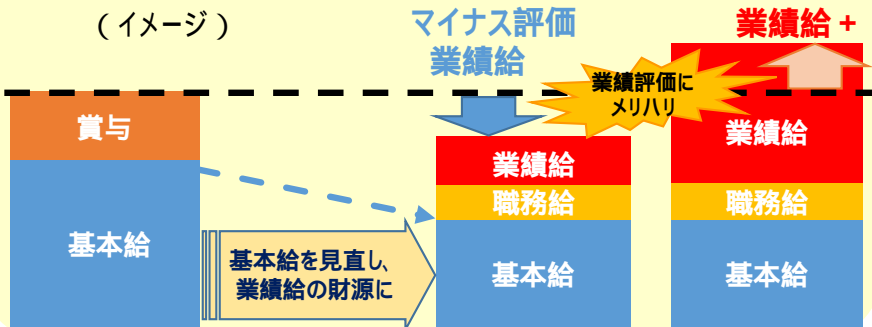 （イメージ）
マイナス評価
業績給
業績給+
業績評価に
メリハリ
賞与
基本給
基本給を見直し、
業績給の財源に
業績給
職務給
基本給
業績給
職務給
基本給